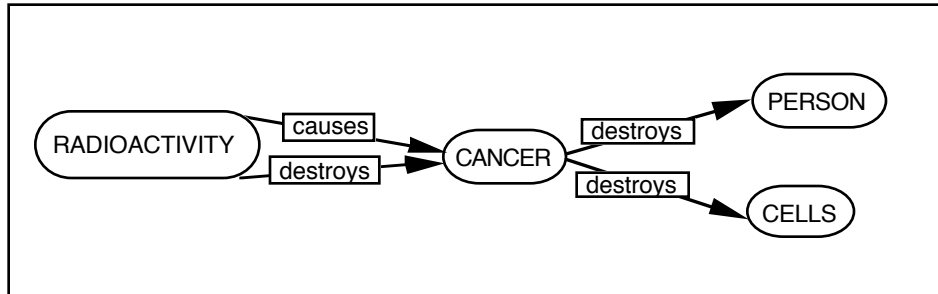 RADIOACTIVITY
causes
destroys
CANCER
destroys
PERSON
destroys
CELLS